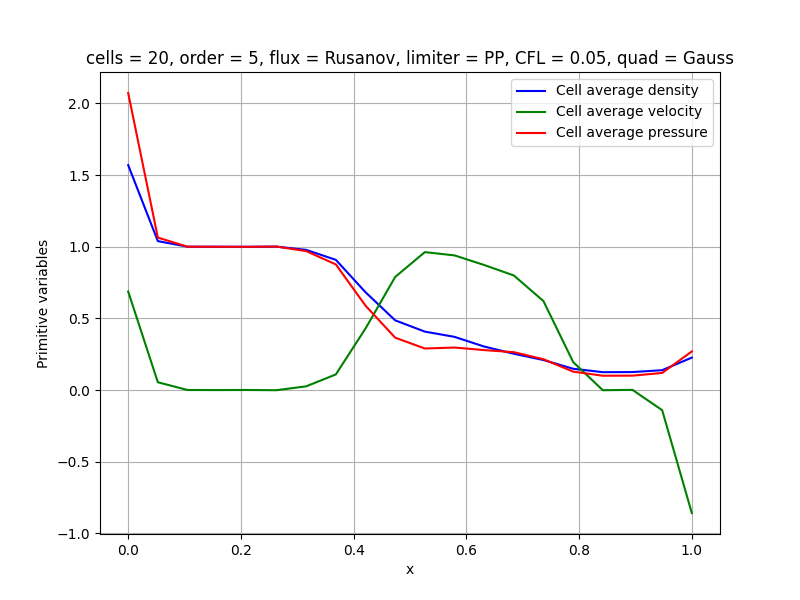 cells = 20, order = 5, flux = Rusanov, limiter = PP, CFL = 0.05, quad = Gauss
Cell average density
Cell average velocity
Cell average pressure
Primitive variables
2.0
1.5
1.0
0.5
0.0
−0.5
−1.0
0.0 0.2 0.4 0.6 0.8 1.0
x